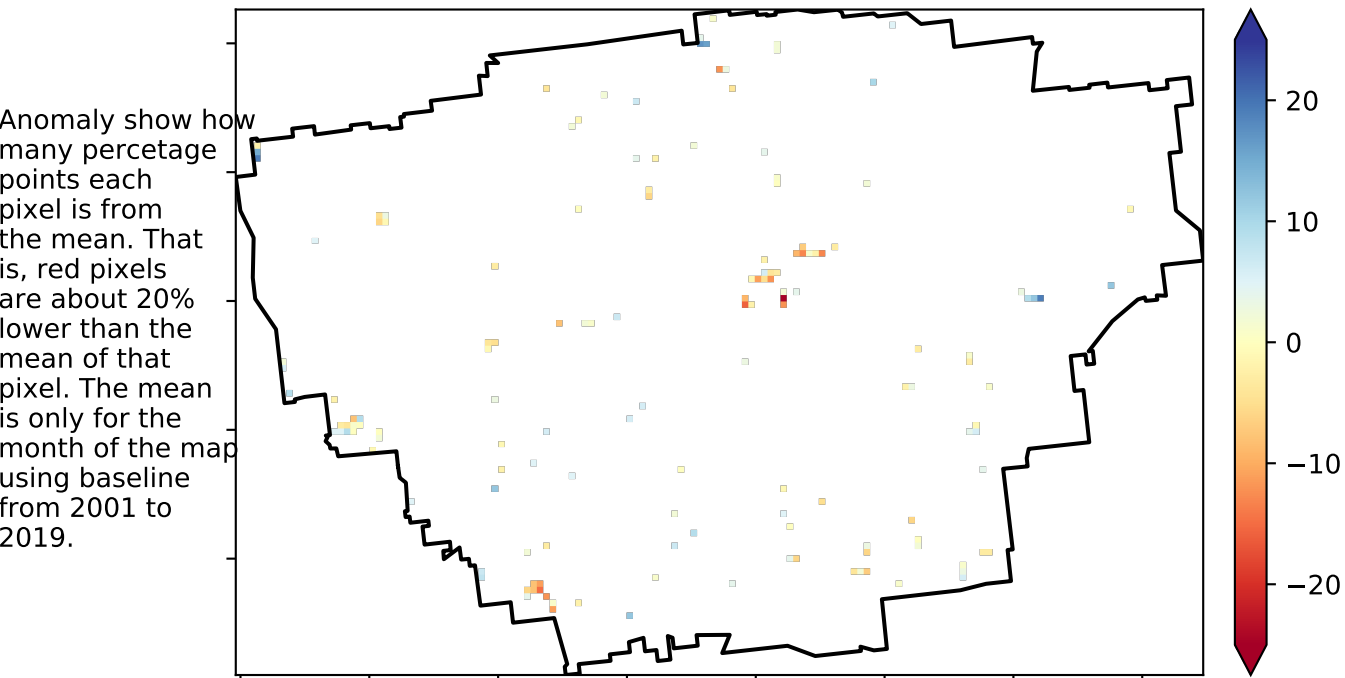 Anomaly show how
many percetage
points each
pixel is from
the mean. That
is, red pixels
are about 20%
lower than the
mean of that
pixel. The mean
is only for the
month of the map
using baseline
from 2001 to
2019.
20
10
0
−10
−20